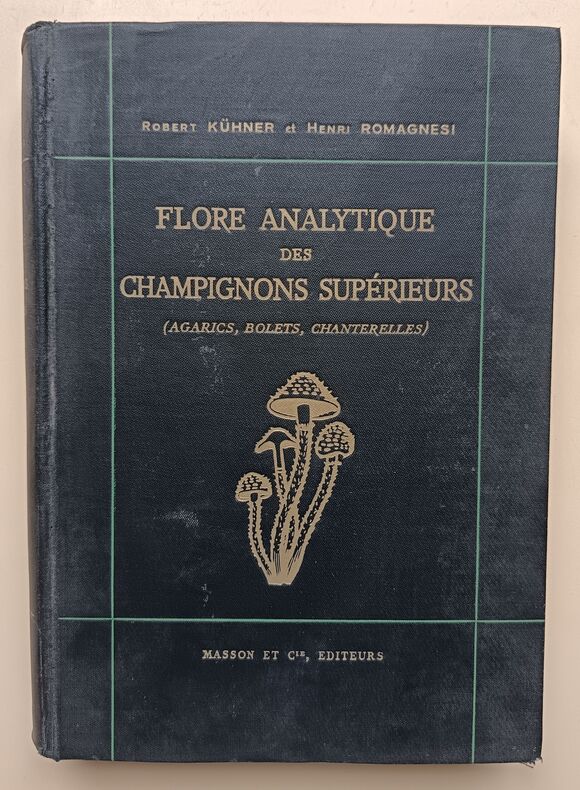 ROBERT KÜHNER et HENRI ROMAGNESI
FLORE ANALYTIQUE
DES
CHAMPIGNONS SUPÉRIEURS
(AGARICS, BOLETS, CHANTERELLES)
MASSON ET CIE, EDITEURS